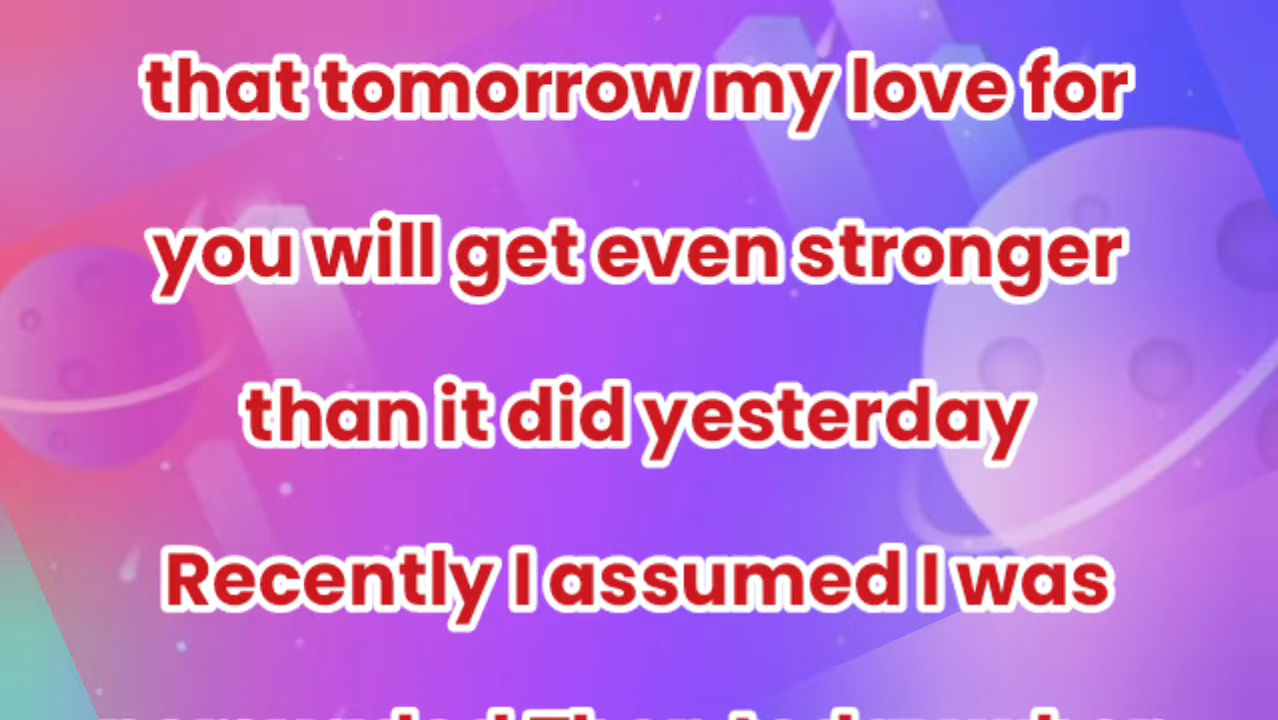 that tomorrow my love for
you will get even stronger
than it did yesterday
Recently I assumed I was